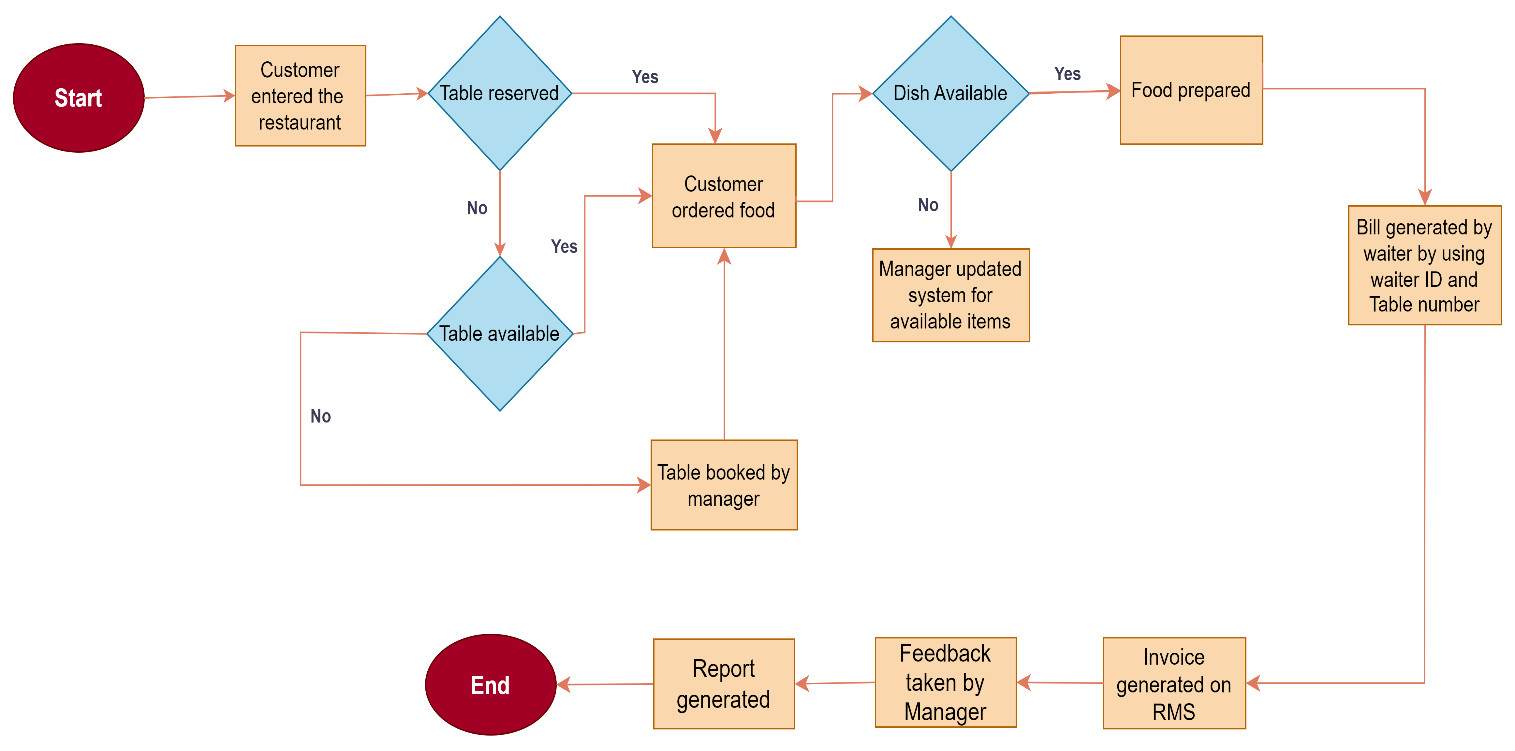 Start
Customer
entered the
restaurant
Table reserved
Yes
No
Table available
Yes
No
Table booked by
manager
Customer
ordered food
Dish Available
Yes
No
Manager updated
system for
available items
Food prepared
Bill generated by
waiter by using
waiter ID and
Table number
Invoice
generated on
RMS
Feedback
taken by
Manager
Report
generated
End